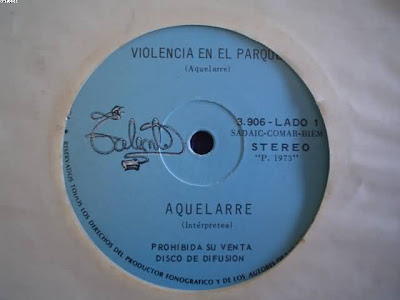 VIOLENCIA EN EL PARQUE
(Aquelarre)
3.906 - LADO 1
SADAIC-COMAR-BIEM
STEREO
"P. 1973"
AQUELARRE
(Intérpretes)
PROHIBIDA SU VENTA
DISCO DE DIFUSION
RESERVADOS TODOS LOS DERECHOS DEL PRODUCTOR FONOGRAFICO Y DE LOS AUTORES